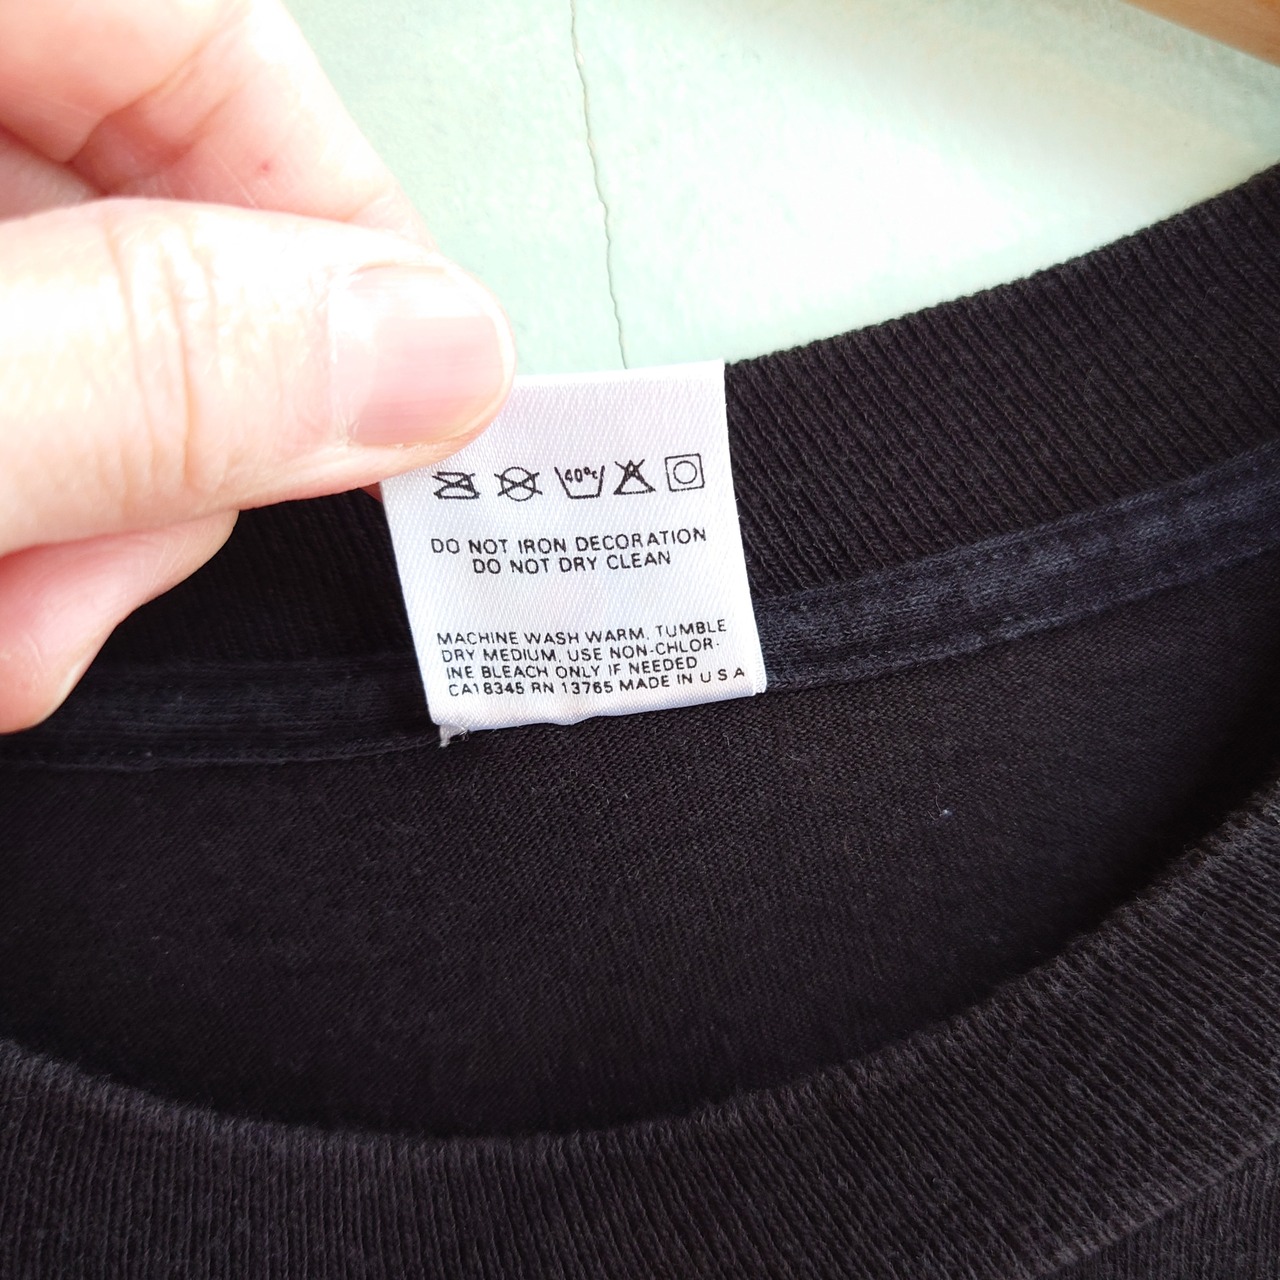 40°c
DO NOT IRON DECORATION
DO NOT DRY CLEAN
MACHINE WASH WARM, TUMBLE
DRY MEDIUM, USE NON-CHLOR-
INE BLEACH ONLY IF NEEDED
CA18345 RN 13765 MADE IN U S A